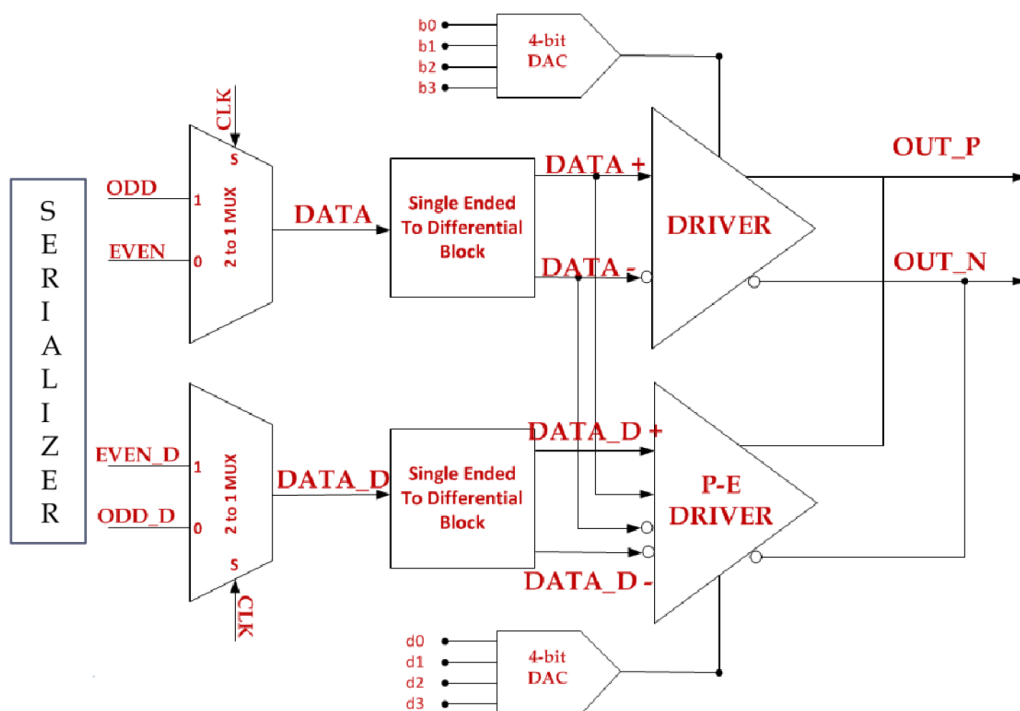 SERIALIZER
CLK
ODD
EVEN
S
1
0
2 to 1 MUX
DATA
Single Ended
To Differential
Block
DATA +
DATA -
b0
b1
b2
b3
4-bit
DAC
DRIVER
OUT_P
OUT_N
EVEN_D
ODD_D
1
0
2 to 1 MUX
S
CLK
DATA_D
Single Ended
To Differential
Block
DATA_D +
DATA_D -
P-E
DRIVER
d0
d1
d2
d3
4-bit
DAC